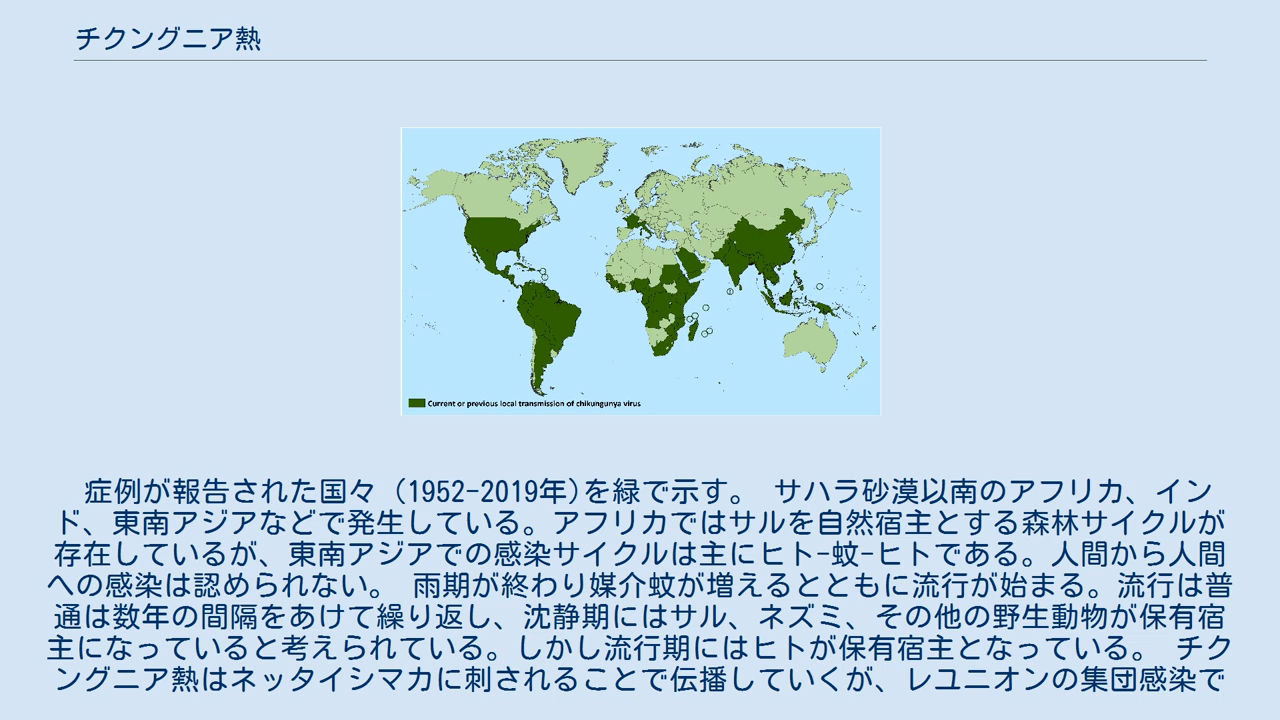 チクングニア熱
Current or previous local transmission of chikungunya virus
症例が報告された国々 (1952-2019年)を緑で示す。 サハラ砂漠以南のアフリカ、イン
ド、東南アジアなどで発生している。アフリカではサルを自然宿主とする森林サイクルが
存在しているが、東南アジアでの感染サイクルは主にヒト-蚊-ヒトである。人間から人間
への感染は認められない。 雨期が終わり媒介蚊が増えるとともに流行が始まる。流行は普
通は数年の間隔をあけて繰り返し、沈静期にはサル、ネズミ、その他の野生動物が保有宿
主になっていると考えられている。しかし流行期にはヒトが保有宿主となっている。 チク
ングニア熱はネッタイシマカに刺されることで伝播していくが、レユニオンの集団感染で